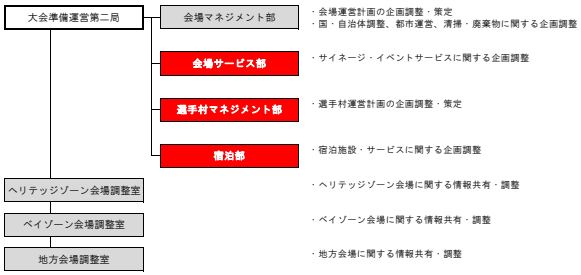 大会準備運営第二局
会場マネジメント部
・会場運営計画の企画調整・策定
・国・自治体調整、都市運営、清掃・廃棄物に関する企画調整
会場サービス部
・サイネージ・イベントサービスに関する企画調整
選手村マネジメント部
・選手村運営計画の企画調整・策定
宿泊部
・宿泊施設・サービスに関する企画調整
ヘリテッジゾーン会場調整室
・ヘリテッジゾーン会場に関する情報共有・調整
ベイゾーン会場調整室
・ベイゾーン会場に関する情報共有・調整
地方会場調整室
・地方会場に関する情報共有・調整